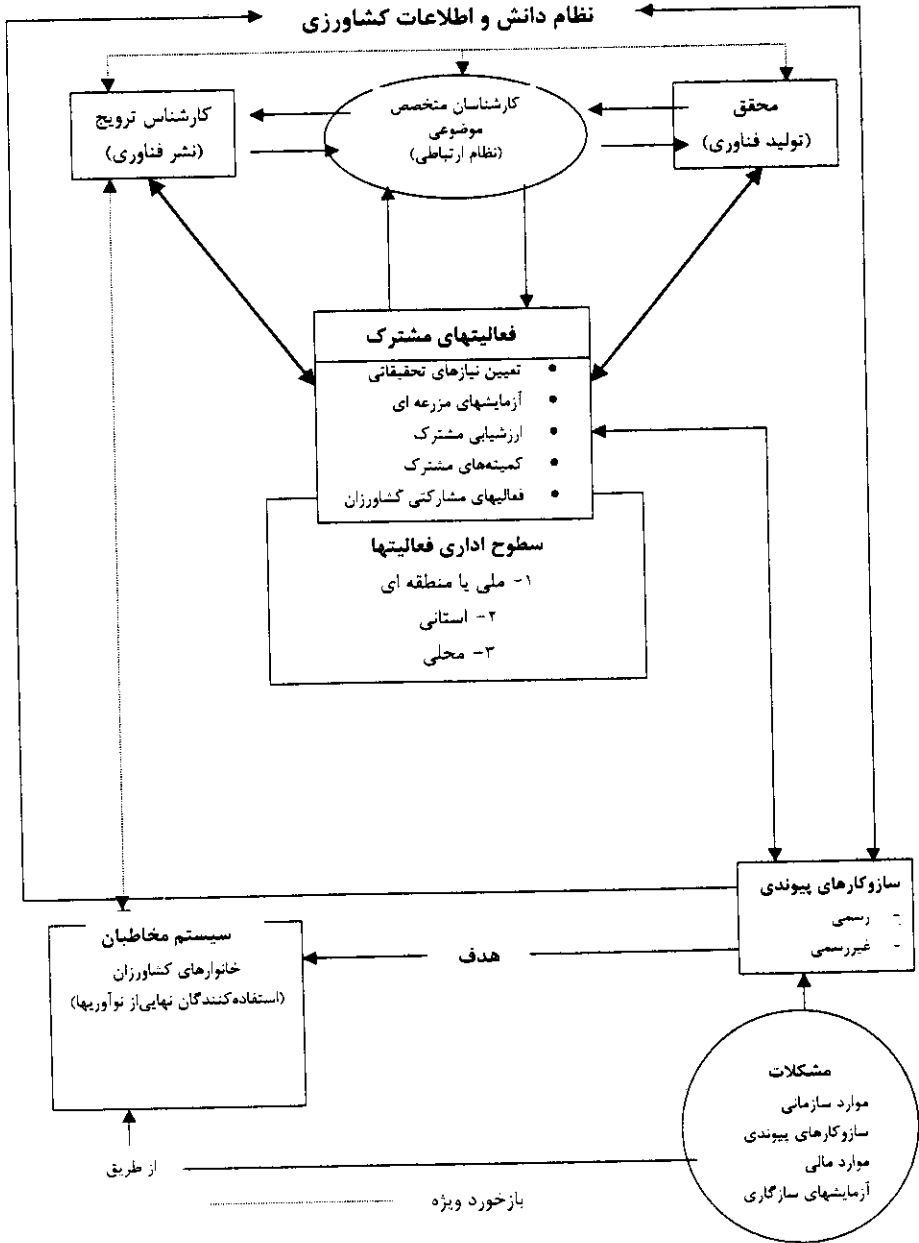 نظام دانش و اطلاعات کشاورزی
محقق
(تولید فناوری)
کارشناسان متخصص
موضوعی
(نظام ارتباطی)
کارشناس ترویج
(نشر فناوری)
فعالیتهای مشترک
• تعیین نیازهای تحقیقاتی
• آزمایشهای مزرعه ای
• ارزشیابی مشترک
• کمیته‌های مشترک
• فعالیهای مشارکتی کشاورزان
سطوح اداری فعالیتها
۱- ملی یا منطقه ای
۲- استانی
۳- محلی
سازوکارهای پیوندی
- رسمی
- غیررسمی
هدف
سیستم مخاطبان
خانوارهای کشاورزان
(استفاده‌کنندگان نهایی‌از نوآوریها)
مشکلات
موارد سازمانی
سازوکارهای پیوندی
موارد مالی
آزمایشهای سازگاری
از طریق
بازخورد ویژه